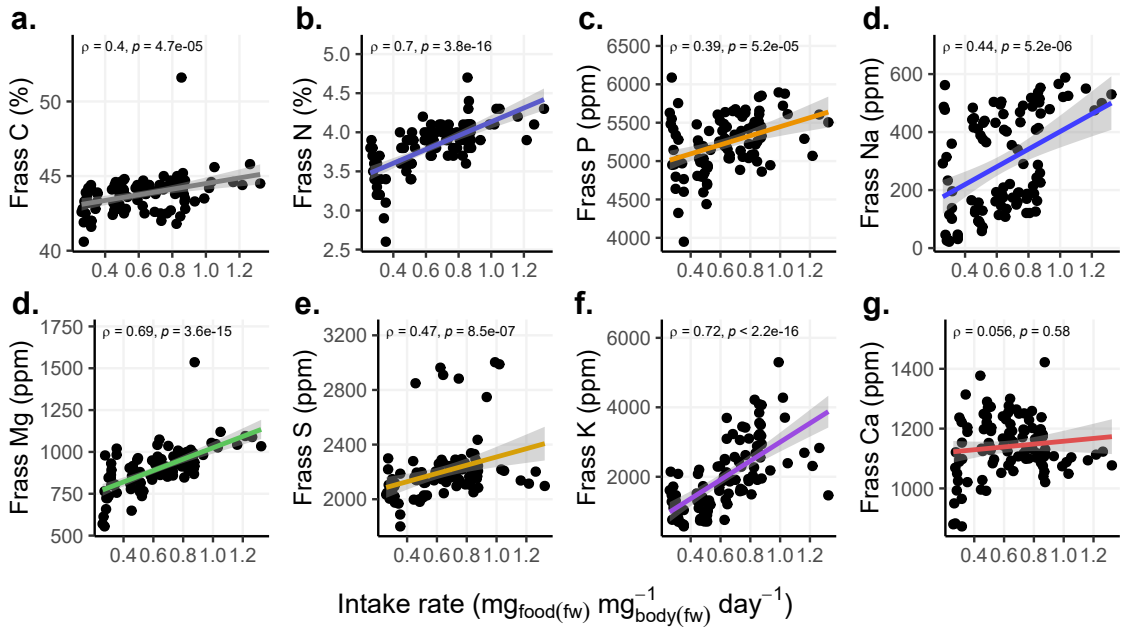 a. b. c. d.
ρ = 0.4, p = 4.7e-05
Frass C (%)
50
45
40
0.4 0.6 0.8 1.0 1.2
ρ = 0.7, p = 3.8e-16
Frass N (%)
5.0
4.5
4.0
3.5
3.0
2.5
0.4 0.6 0.8 1.0 1.2
ρ = 0.39, p = 5.2e-05
Frass P (ppm)
6500
6000
5500
5000
4500
4000
0.4 0.6 0.8 1.0 1.2
ρ = 0.44, p = 5.2e-06
Frass Na (ppm)
600
400
200
0
0.4 0.6 0.8 1.0 1.2
d. e. f. g.
ρ = 0.69, p = 3.6e-15
Frass Mg (ppm)
1750
1500
1250
1000
750
500
0.4 0.6 0.8 1.0 1.2
ρ = 0.47, p = 8.5e-07
Frass S (ppm)
3200
2800
2400
2000
0.4 0.6 0.8 1.0 1.2
ρ = 0.72, p < 2.2e-16
Frass K (ppm)
6000
4000
2000
0.4 0.6 0.8 1.0 1.2
ρ = 0.056, p = 0.58
Frass Ca (ppm)
1400
1200
1000
0.4 0.6 0.8 1.0 1.2
Intake rate (mg food(fw) mg body(fw)⁻¹ day⁻¹)